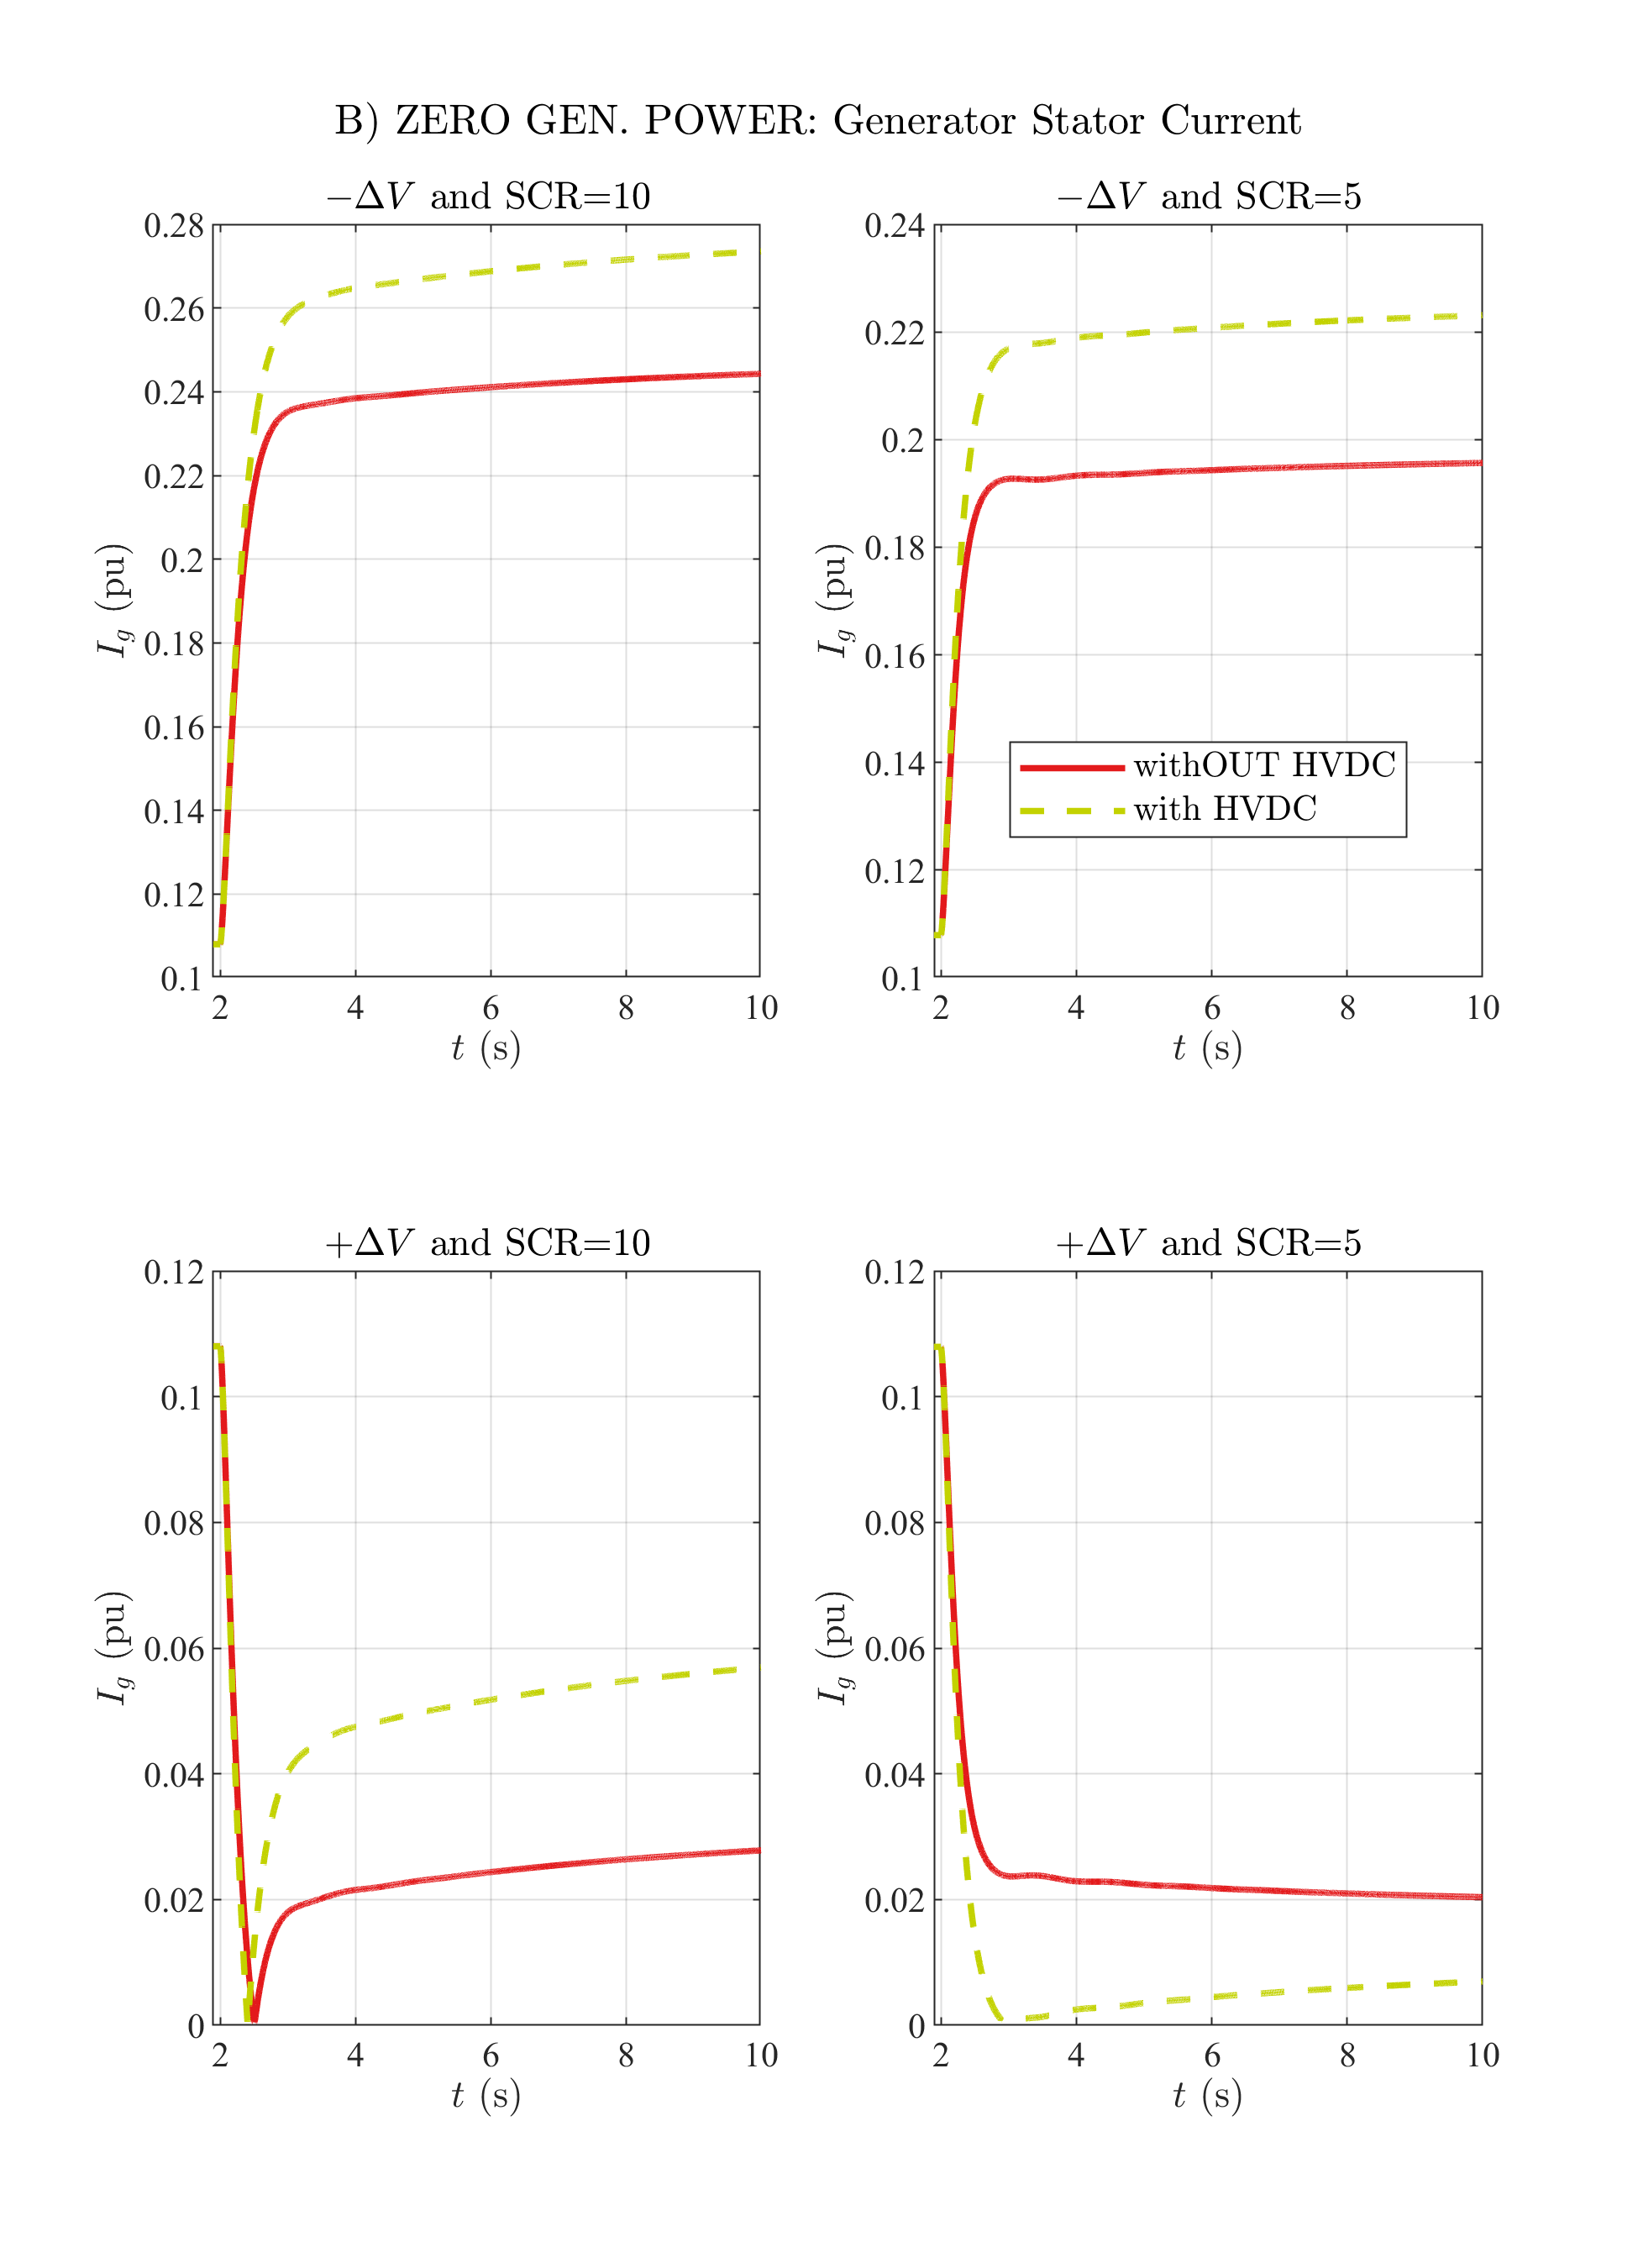 B) ZERO GEN. POWER: Generator Stator Current
−ΔV and SCR=10
0.28
0.26
0.24
0.22
0.2
0.18
0.16
0.14
0.12
0.1
I_g (pu)
2 4 6 8 10
t (s)
−ΔV and SCR=5
0.24
0.22
0.2
0.18
0.16
0.14
0.12
0.1
I_g (pu)
withOUT HVDC
with HVDC
2 4 6 8 10
t (s)
+ΔV and SCR=10
0.12
0.1
0.08
0.06
0.04
0.02
0
I_g (pu)
2 4 6 8 10
t (s)
+ΔV and SCR=5
0.12
0.1
0.08
0.06
0.04
0.02
0
I_g (pu)
2 4 6 8 10
t (s)